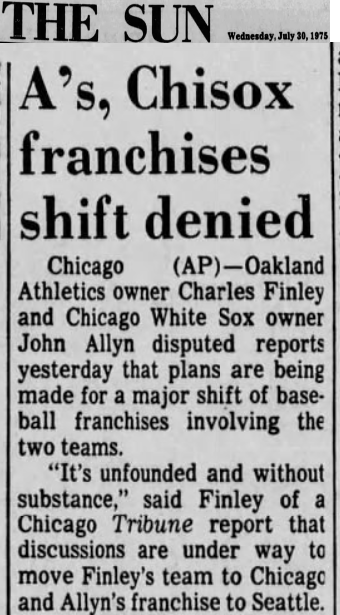 THE SUN
Wednesday, July 30, 1975
A's, Chisox
franchises
shift denied
Chicago (AP)—Oakland
Athletics owner Charles Finley
and Chicago White Sox owner
John Allyn disputed reports
yesterday that plans are being
made for a major shift of base-
ball franchises involving the
two teams.
"It's unfounded and without
substance," said Finley of a
Chicago Tribune report that
discussions are under way to
move Finley's team to Chicago
and Allyn's franchise to Seattle.